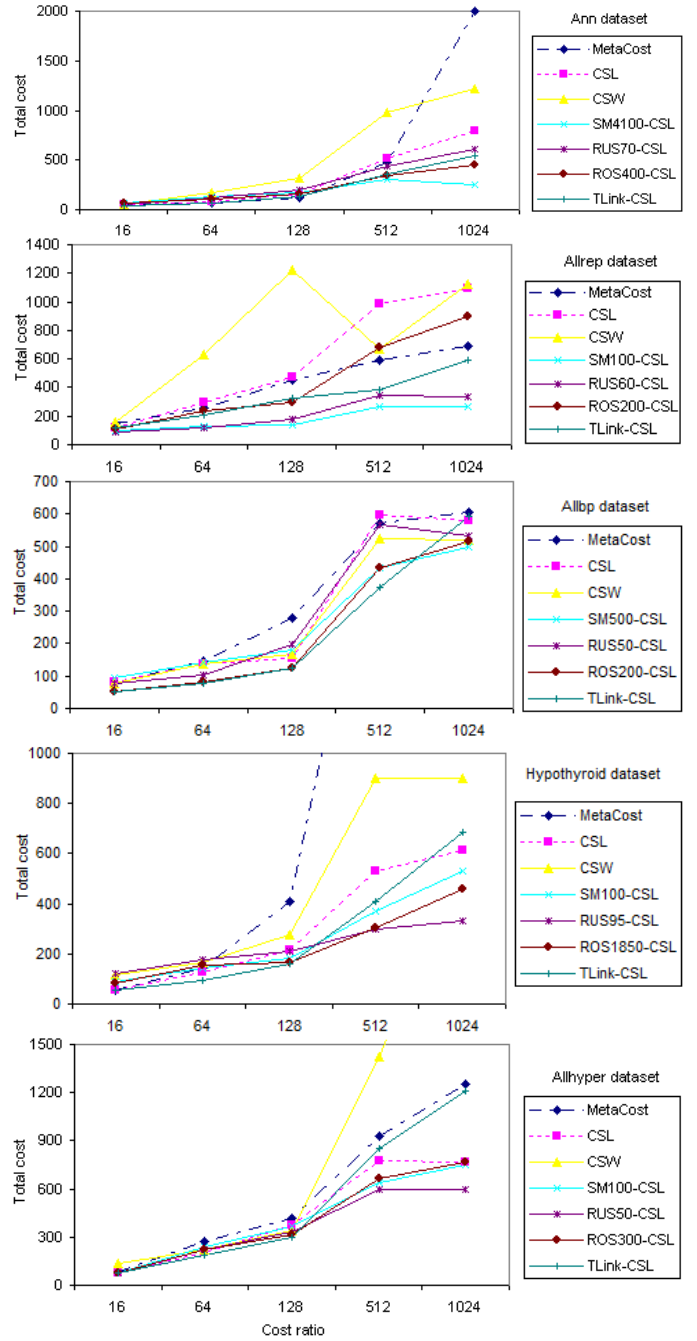 Ann dataset
2000
1500
1000
500
0
Total cost
16 64 128 512 1024
MetaCost
CSL
CSW
SM4100-CSL
RUS70-CSL
ROS400-CSL
TLink-CSL
Allrep dataset
1400
1200
1000
800
600
400
200
0
Total cost
16 64 128 512 1024
MetaCost
CSL
CSW
SM100-CSL
RUS60-CSL
ROS200-CSL
TLink-CSL
Allbp dataset
700
600
500
400
300
200
100
0
Total cost
16 64 128 512 1024
MetaCost
CSL
CSW
SM500-CSL
RUS50-CSL
ROS200-CSL
TLink-CSL
Hypothyroid dataset
1000
800
600
400
200
0
Total cost
16 64 128 512 1024
MetaCost
CSL
CSW
SM100-CSL
RUS95-CSL
ROS1850-CSL
TLink-CSL
Allhyper dataset
1500
1200
900
600
300
0
Total cost
16 64 128 512 1024
Cost ratio
MetaCost
CSL
CSW
SM100-CSL
RUS50-CSL
ROS300-CSL
TLink-CSL